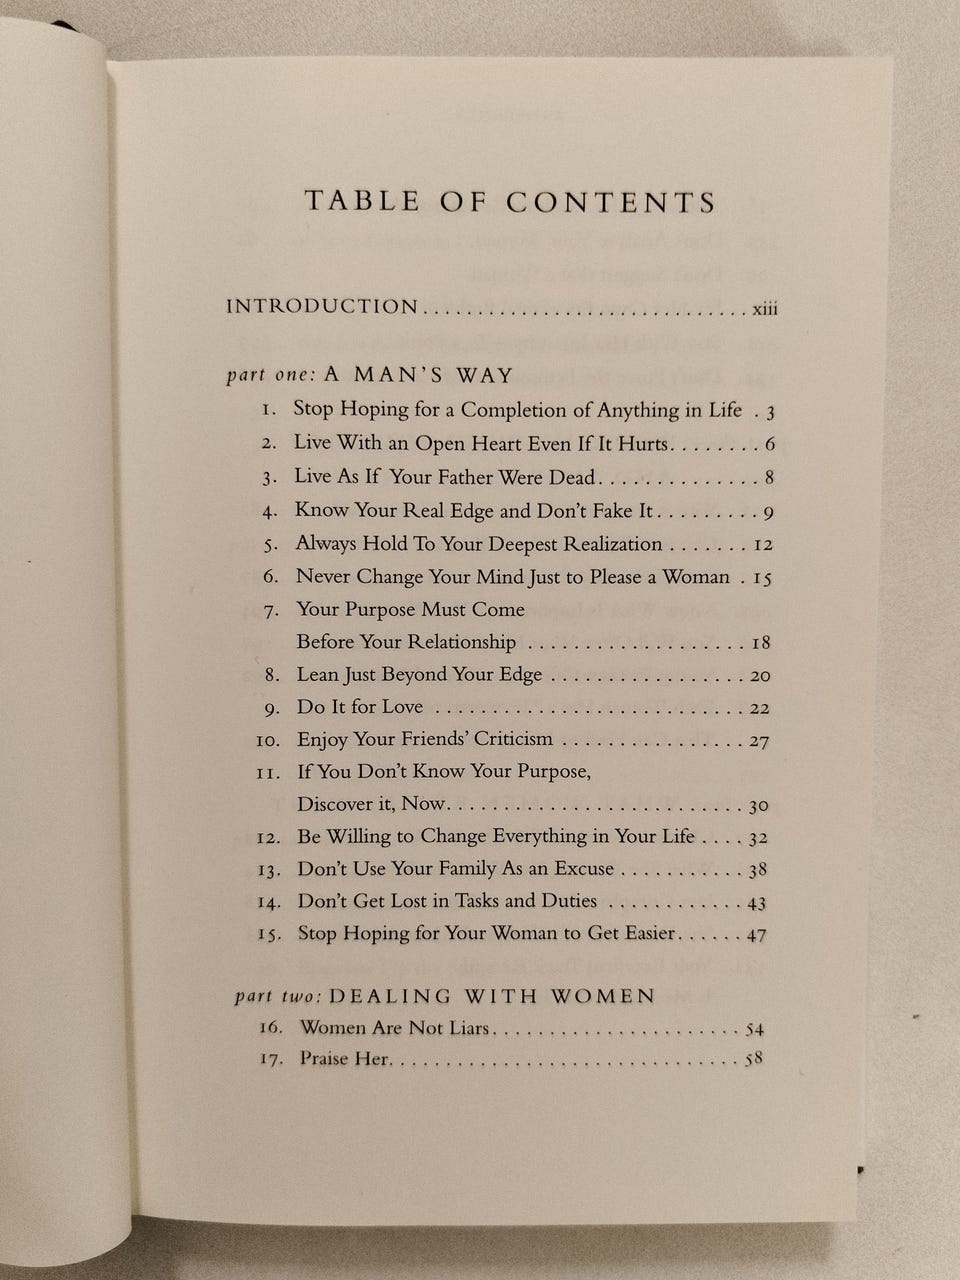 TABLE OF CONTENTS
INTRODUCTION . . . . . . . . . . . . . . . . . . . . . . . . . . . . . . xiii
part one: A MAN'S WAY
1. Stop Hoping for a Completion of Anything in Life . 3
2. Live With an Open Heart Even If It Hurts. . . . . . . . 6
3. Live As If Your Father Were Dead. . . . . . . . . . . . . . 8
4. Know Your Real Edge and Don't Fake It . . . . . . . . . 9
5. Always Hold To Your Deepest Realization . . . . . . . 12
6. Never Change Your Mind Just to Please a Woman . 15
7. Your Purpose Must Come
Before Your Relationship . . . . . . . . . . . . . . . . . . . . 18
8. Lean Just Beyond Your Edge . . . . . . . . . . . . . . . . . 20
9. Do It for Love . . . . . . . . . . . . . . . . . . . . . . . . . . . 22
10. Enjoy Your Friends' Criticism . . . . . . . . . . . . . . . . 27
11. If You Don't Know Your Purpose,
Discover it, Now. . . . . . . . . . . . . . . . . . . . . . . . . . 30
12. Be Willing to Change Everything in Your Life . . . . 32
13. Don't Use Your Family As an Excuse . . . . . . . . . . . 38
14. Don't Get Lost in Tasks and Duties . . . . . . . . . . . . 43
15. Stop Hoping for Your Woman to Get Easier. . . . . . 47
part two: DEALING WITH WOMEN
16. Women Are Not Liars. . . . . . . . . . . . . . . . . . . . . . . 54
17. Praise Her. . . . . . . . . . . . . . . . . . . . . . . . . . . . . . . 58